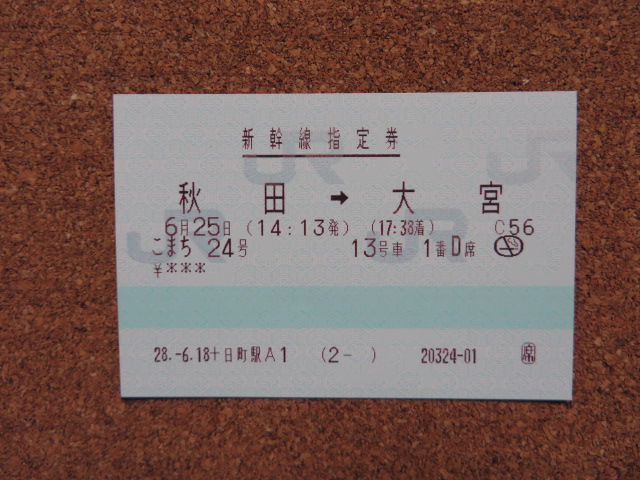 新幹線指定券
秋田 → 大宮
6月25日 (14:13発) (17:38着) C56
こまち 24号 13号車 1番D席
¥***
28.-6.18十日町駅A1 (2- ) 20324-01